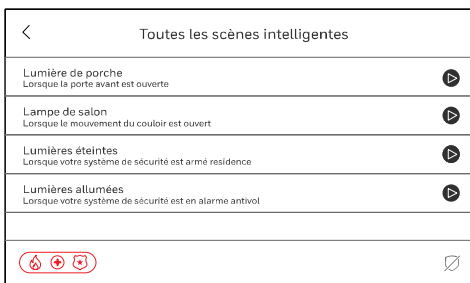 Toutes les scènes intelligentes
Lumière de porche
Lorsque la porte avant est ouverte
Lampe de salon
Lorsque le mouvement du couloir est ouvert
Lumières éteintes
Lorsque votre système de sécurité est armé residence
Lumières allumées
Lorsque votre système de sécurité est en alarme antivol